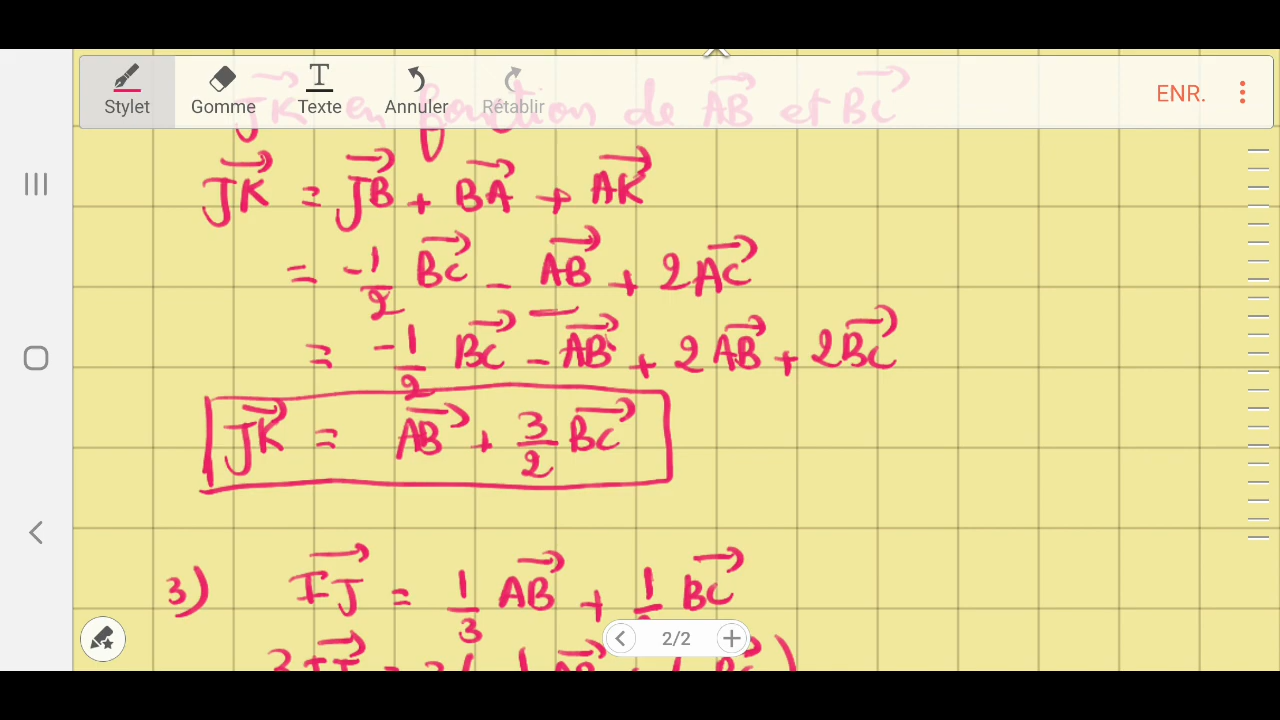 Stylet Gomme Texte Annuler Rétablir ENR.
JK en fonction de AB et BC
JK = JB + BA + AK
= -1/2 BC - AB + 2AC
= -1/2 BC - AB + 2AB + 2BC
JK = AB + 3/2 BC
3) IJ = 1/3 AB + 1/2 BC
2/2